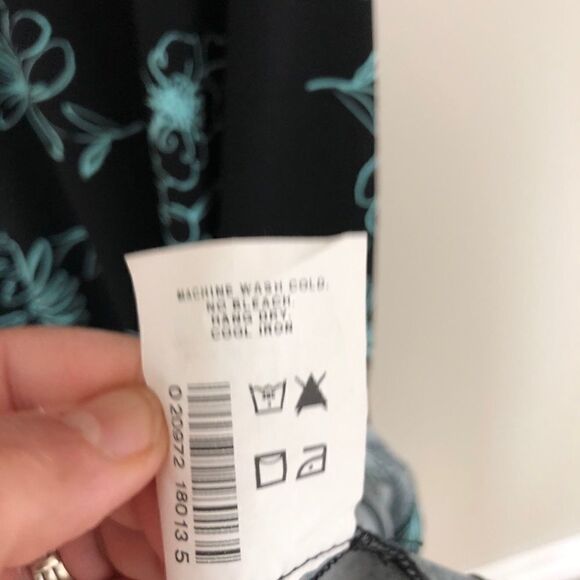 MACHINE WASH COLD.
NO BLEACH.
HANG DRY.
COOL IRON
0 20972 18013 5